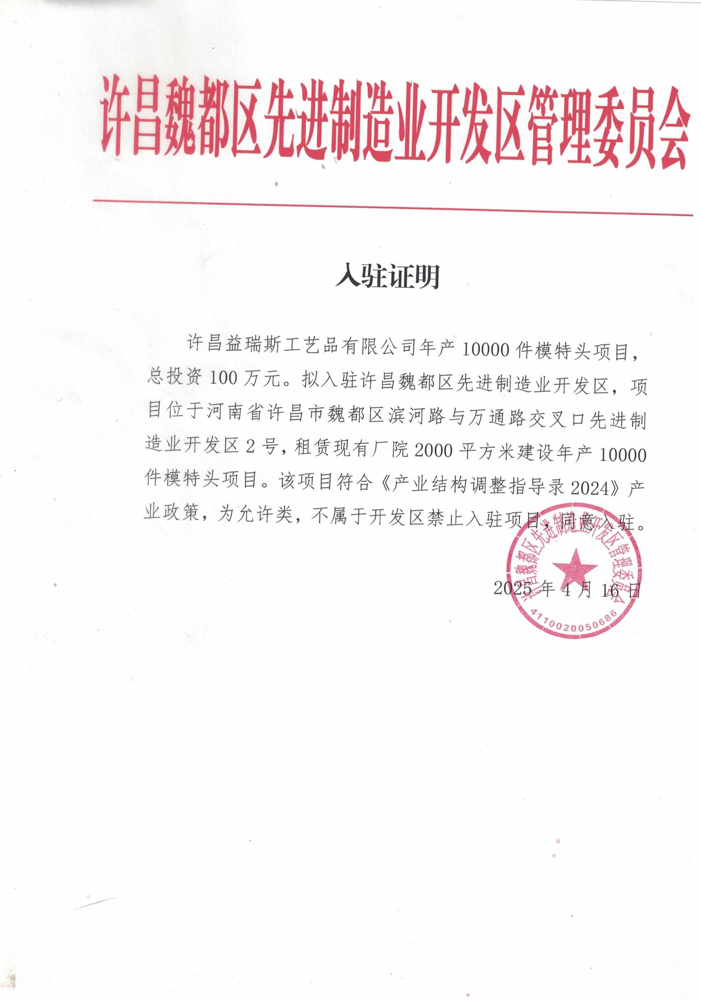 许昌魏都区先进制造业开发区管理委员会
入驻证明
许昌益瑞斯工艺品有限公司年产 10000 件模特头项目，
总投资 100 万元。拟入驻许昌魏都区先进制造业开发区，项
目位于河南省许昌市魏都区滨河路与万通路交叉口先进制
造业开发区 2 号，租赁现有厂院 2000 平方米建设年产 10000
件模特头项目。该项目符合《产业结构调整指导录 2024》产
业政策，为允许类，不属于开发区禁止入驻项目，同意入驻。
许昌魏都区先进制造业开发区管理委员会
2025 年 4 月 16 日
4110020050686